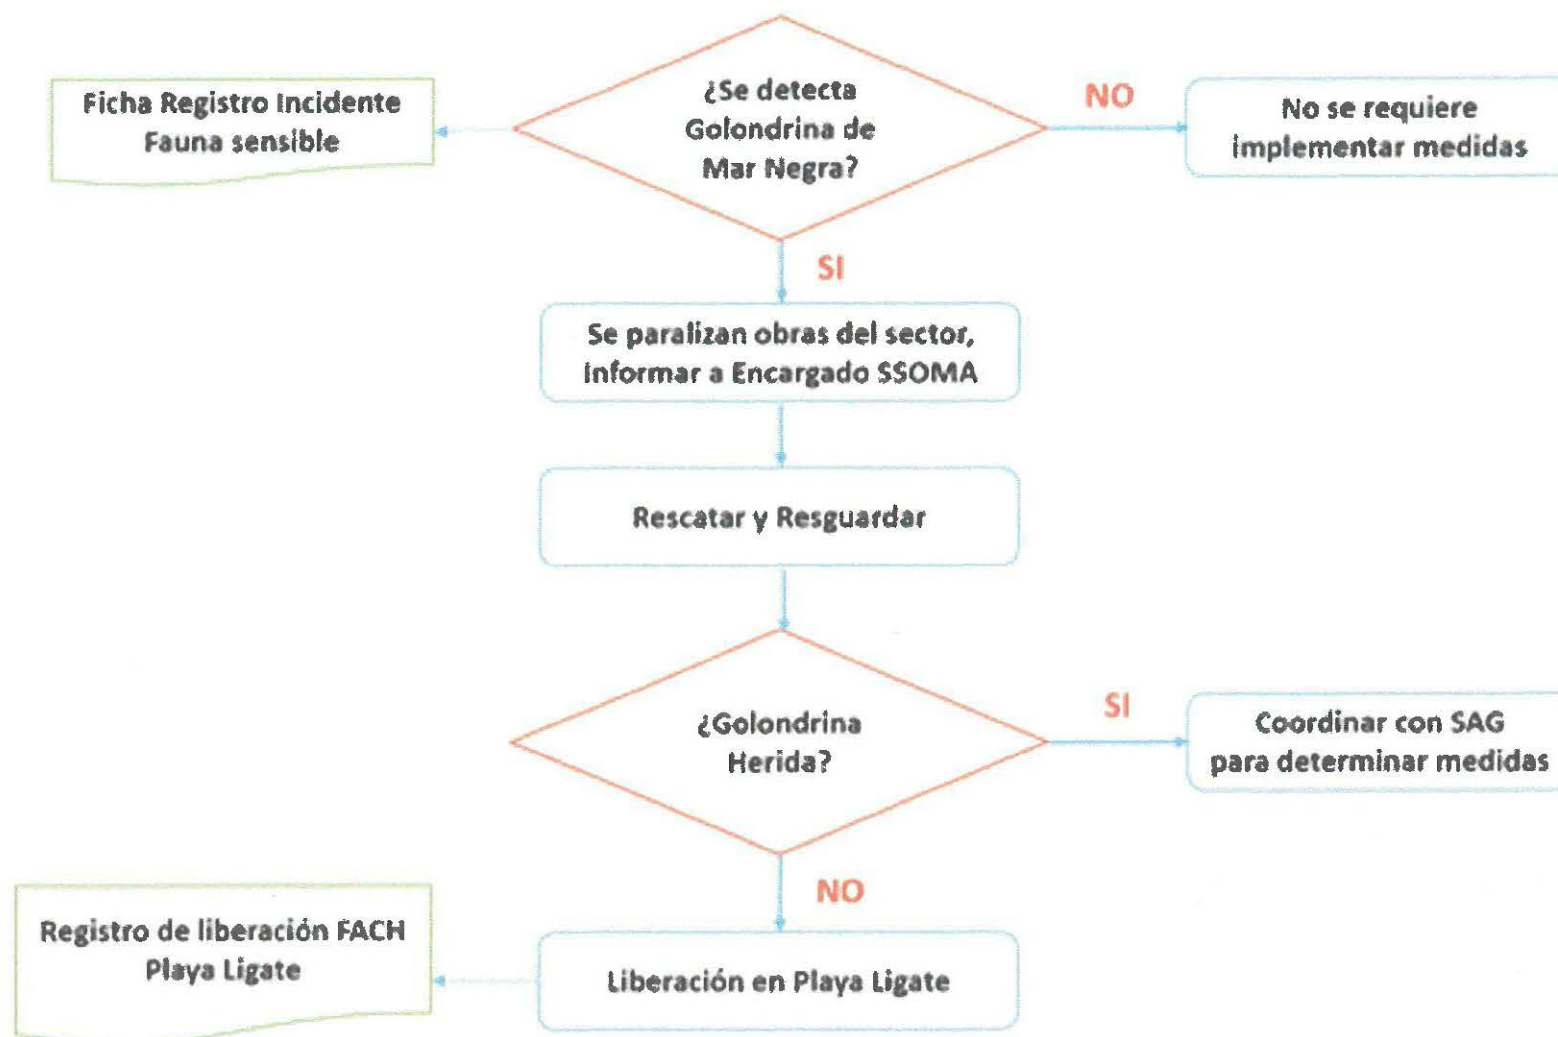 ¿Se detecta
Golondrina de
Mar Negra?
Ficha Registro Incidente
Fauna sensible
NO
No se requiere
implementar medidas
SI
Se paralizan obras del sector,
informar a Encargado SSOMA
Rescatar y Resguardar
¿Golondrina
Herida?
SI
Coordinar con SAG
para determinar medidas
NO
Registro de liberación FACH
Playa Ligate
Liberación en Playa Ligate